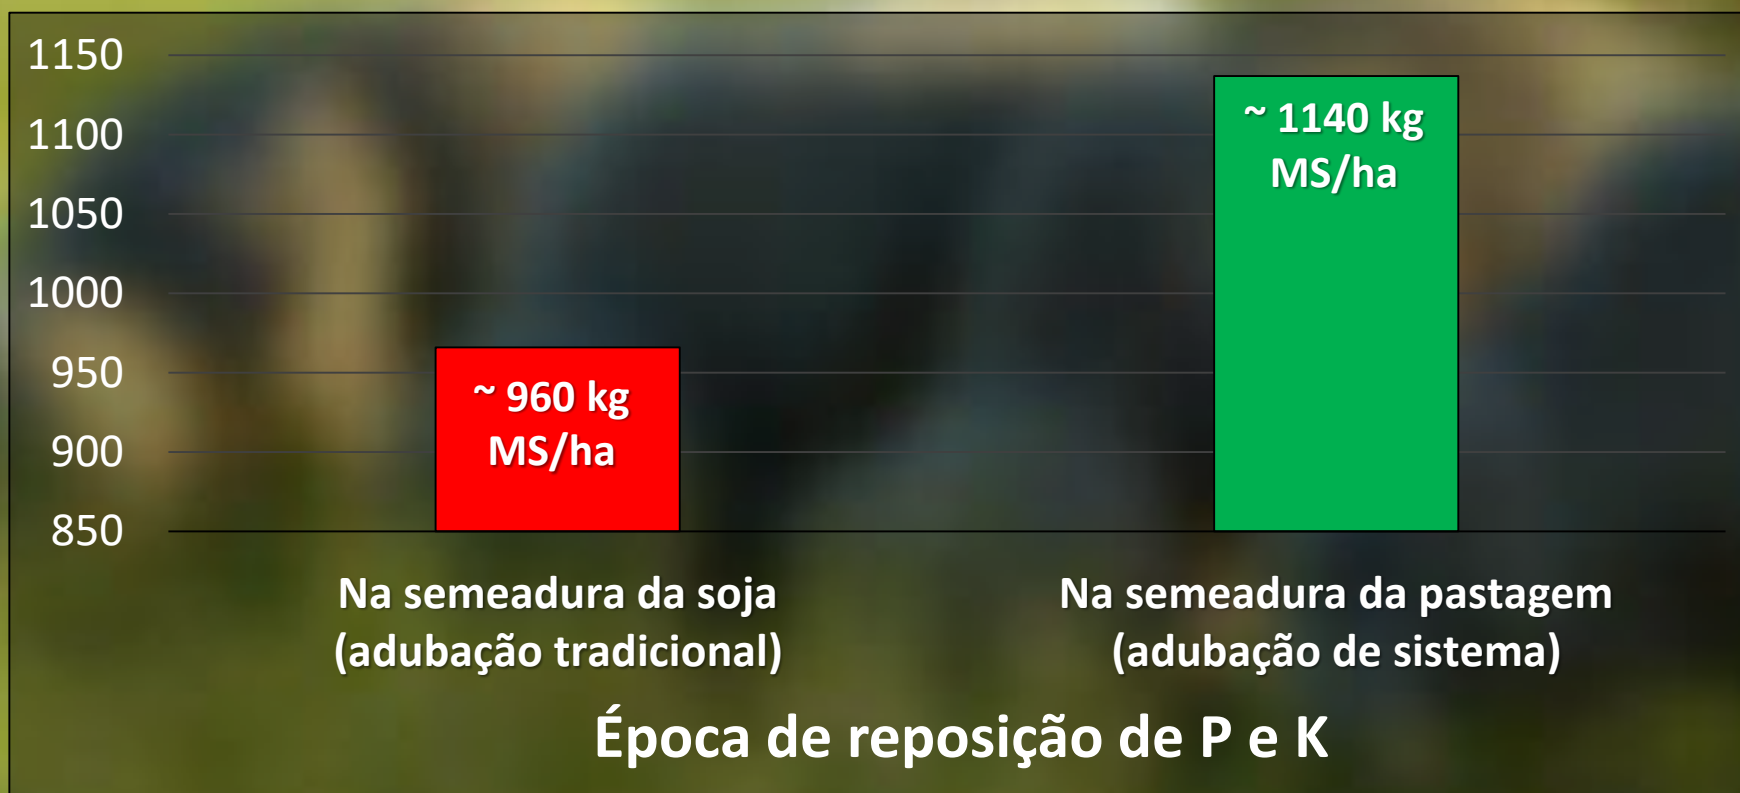 1150
1100
1050
1000
950
900
850
~ 960 kg
MS/ha
~ 1140 kg
MS/ha
Na semeadura da soja
(adubação tradicional)
Na semeadura da pastagem
(adubação de sistema)
Época de reposição de P e K